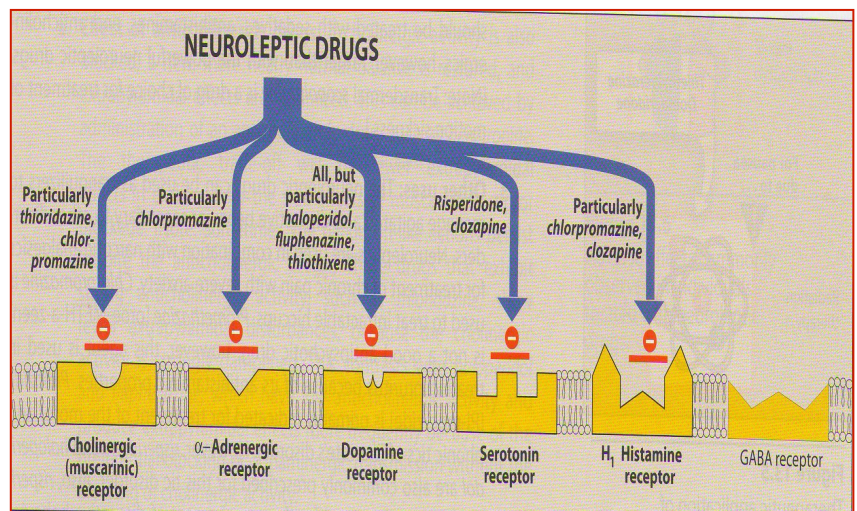 NEUROLEPTIC DRUGS
Particularly
thioridazine,
chlor-
promazine
Particularly
chlorpromazine
All, but
particularly
haloperidol,
fluphenazine,
thiothixene
Risperidone,
clozapine
Particularly
chlorpromazine,
clozapine
Cholinergic
(muscarinic)
receptor
α–Adrenergic
receptor
Dopamine
receptor
Serotonin
receptor
H₁ Histamine
receptor
GABA receptor